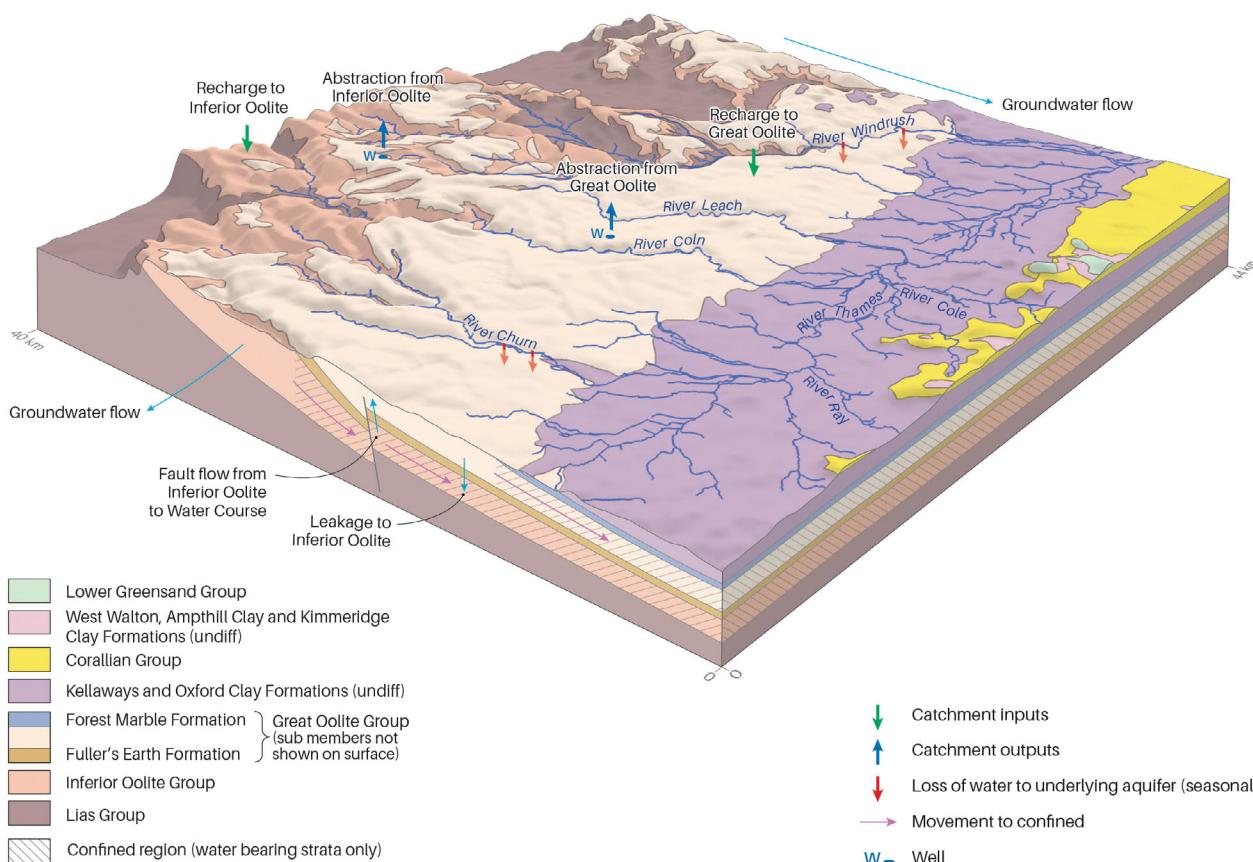 Recharge to
Inferior Oolite
Abstraction from
Inferior Oolite
W
Recharge to
Great Oolite
River Windrush
Groundwater flow
Abstraction from
Great Oolite
W
River Leach
River Coln
River Thames
River Cole
River Churn
River Ray
40 km
44 km
Groundwater flow
Fault flow from
Inferior Oolite
to Water Course
Leakage to
Inferior Oolite
0
0
Lower Greensand Group
West Walton, Ampthill Clay and Kimmeridge
Clay Formations (undiff)
Corallian Group
Kellaways and Oxford Clay Formations (undiff)
Forest Marble Formation
Fuller's Earth Formation
Great Oolite Group
(sub members not
shown on surface)
Inferior Oolite Group
Lias Group
Confined region (water bearing strata only)
Catchment inputs
Catchment outputs
Loss of water to underlying aquifer (seasonal
Movement to confined
W
Well